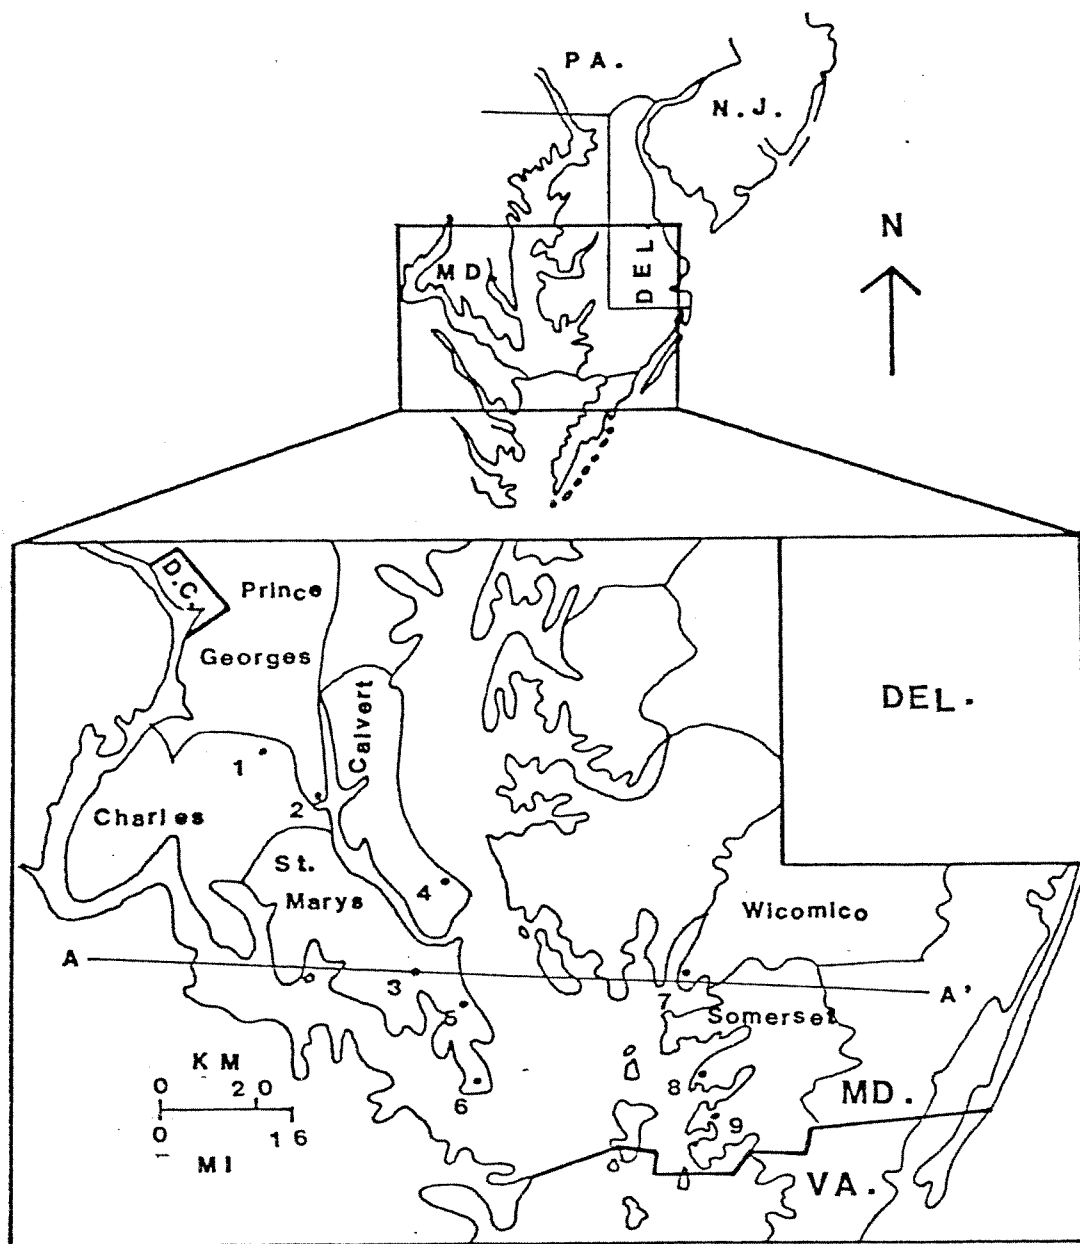 PA.
N.J.
N
MD.
DEL.
D.C.
Prince
Georges
Calvert
DEL.
1
2
Charles
St.
Marys
4
Wicomico
A
3
7
A'
5
Somerset
KM
0 20
8
6
MD.
9
0 16
MI
VA.